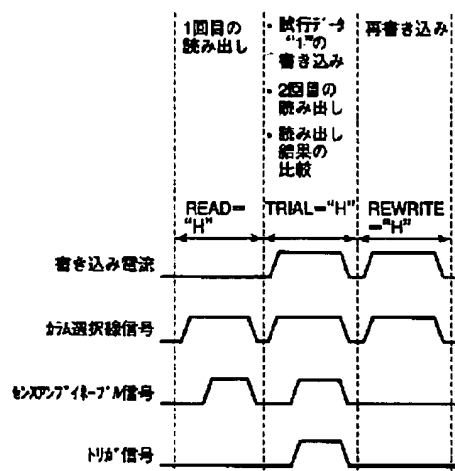 1回目の
読み出し
・試行データ
"1"の
書き込み
・2回目の
読み出し
・読み出し
結果の
比較
再書き込み
READ=
"H"
TRIAL="H"
REWRITE
="H"
書き込み電流
カラム選択線信号
センスアンプイネーブル信号
トリガ信号